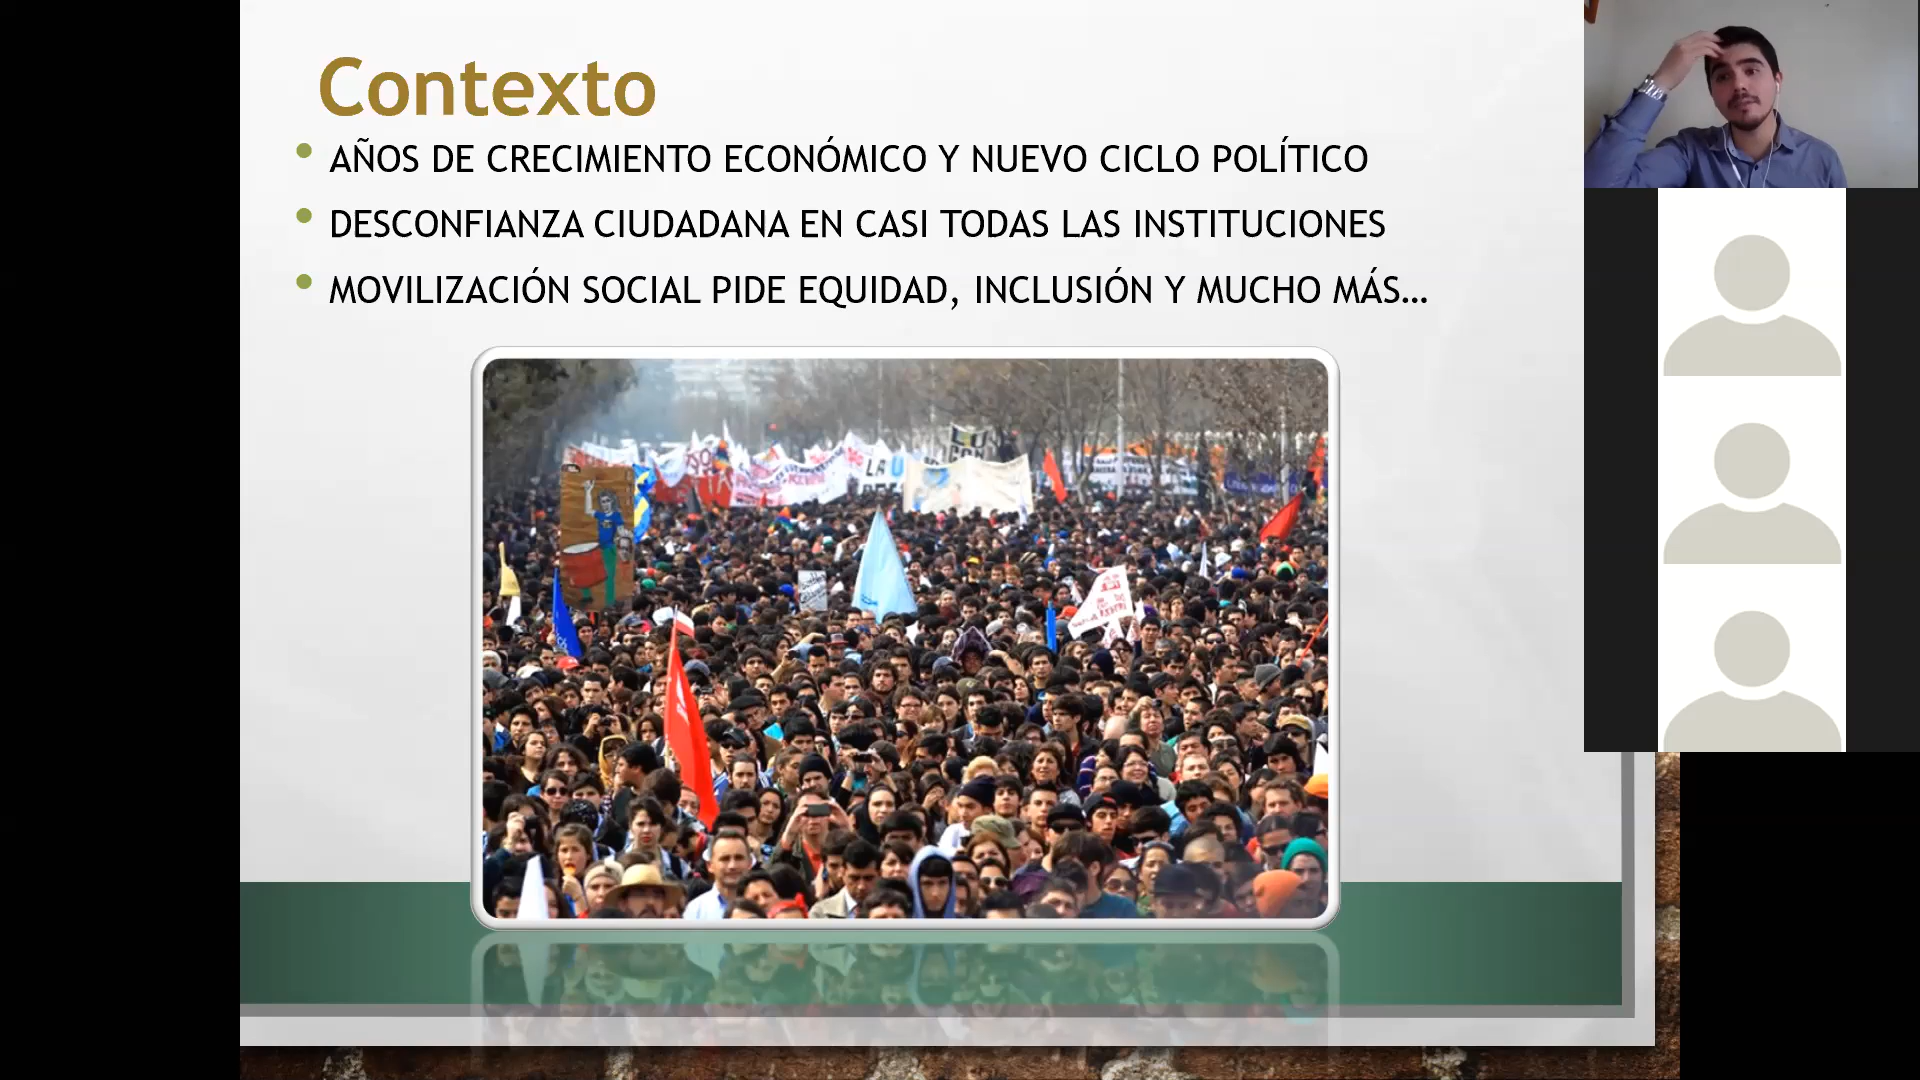 Contexto
AÑOS DE CRECIMIENTO ECONÓMICO Y NUEVO CICLO POLÍTICO
DESCONFIANZA CIUDADANA EN CASI TODAS LAS INSTITUCIONES
MOVILIZACIÓN SOCIAL PIDE EQUIDAD, INCLUSIÓN Y MUCHO MÁS...
LA U